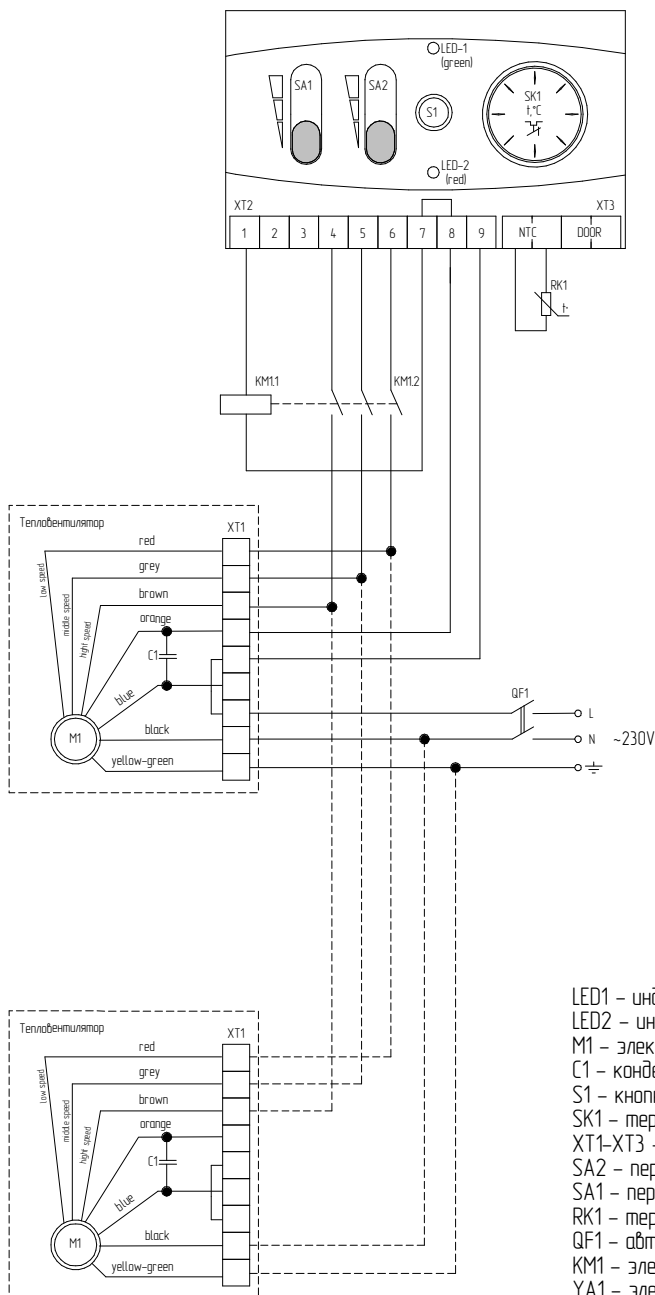 LED-1
(green)
SA1
SA2
S1
SK1
t,°C
LED-2
(red)
XT2
XT3
1 2 3 4 5 6 7 8 9 NTC DOOR
RK1
t°
KM1.1
KM1.2
Тепловентилятор
XT1
red
grey
brown
orange
low speed
middle speed
hight speed
C1
blue
M1
black
yellow-green
QF1
L
N ~230V
Тепловентилятор
XT1
red
grey
brown
orange
low speed
middle speed
hight speed
C1
blue
M1
black
yellow-green
LED1 –
LED2 –
M1 –
C1 –
S1 –
SK1 –
XT1-XT3 –
SA2 –
SA1 –
RK1 –
QF1 –
KM1 –
YA1 –